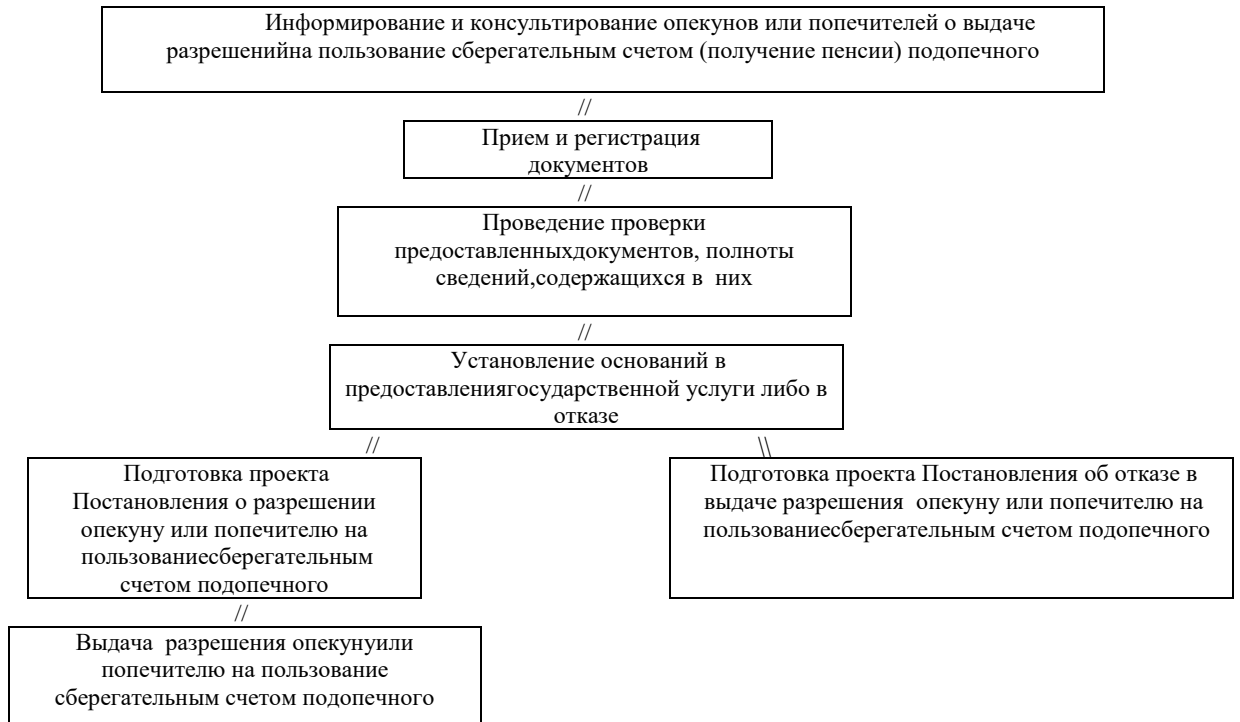 Информирование и консультирование опекунов или попечителей о выдаче
разрешенийна пользование сберегательным счетом (получение пенсии) подопечного
//
Прием и регистрация
документов
//
Проведение проверки
предоставленныхдокументов, полноты
сведений,содержащихся в них
//
Установление оснований в
предоставлениягосударственной услуги либо в
отказе
//
\\
Подготовка проекта
Постановления о разрешении
опекуну или попечителю на
пользованиесберегательным
счетом подопечного
Подготовка проекта Постановления об отказе в
выдаче разрешения опекуну или попечителю на
пользованиесберегательным счетом подопечного
//
Выдача разрешения опекунуили
попечителю на пользование
сберегательным счетом подопечного